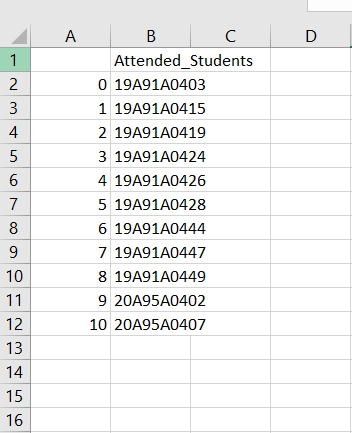 A B C D
1 Attended_Students
2 0 19A91A0403
3 1 19A91A0415
4 2 19A91A0419
5 3 19A91A0424
6 4 19A91A0426
7 5 19A91A0428
8 6 19A91A0444
9 7 19A91A0447
10 8 19A91A0449
11 9 20A95A0402
12 10 20A95A0407
13
14
15
16